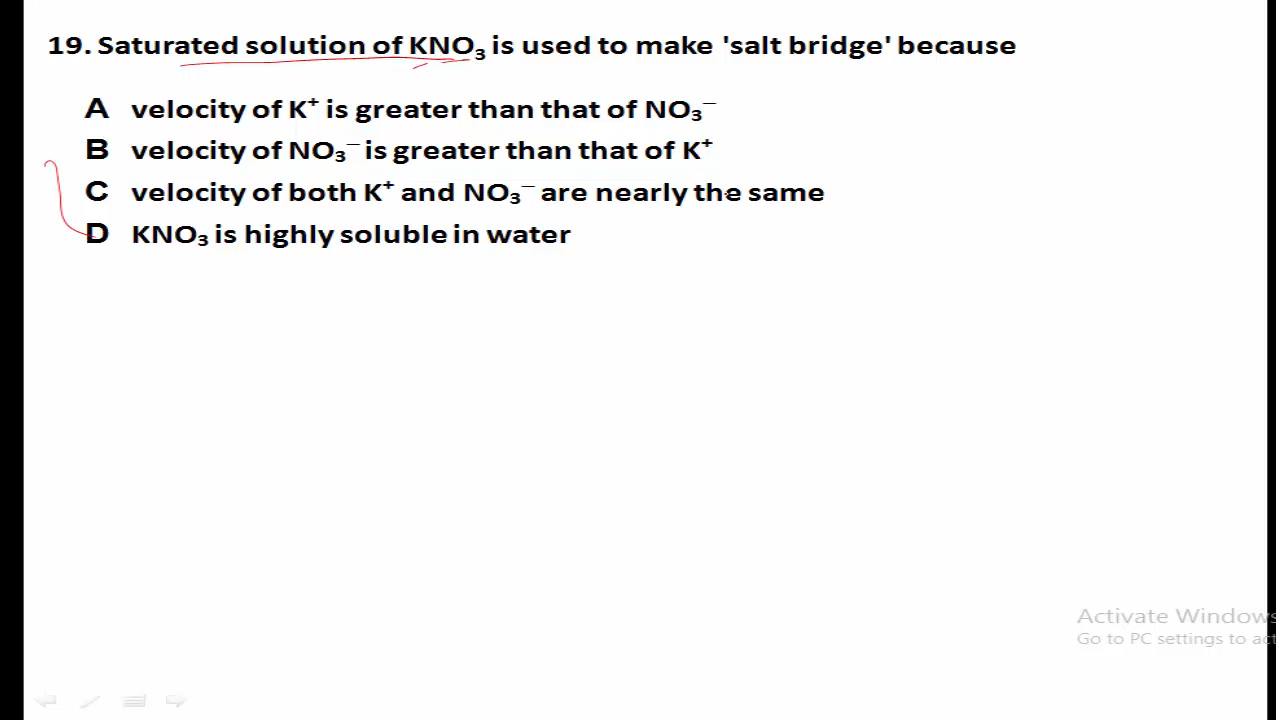 19. Saturated solution of KNO₃ is used to make 'salt bridge' because
A velocity of K⁺ is greater than that of NO₃⁻
B velocity of NO₃⁻ is greater than that of K⁺
C velocity of both K⁺ and NO₃⁻ are nearly the same
D KNO₃ is highly soluble in water
Activate Windows
Go to PC settings to act